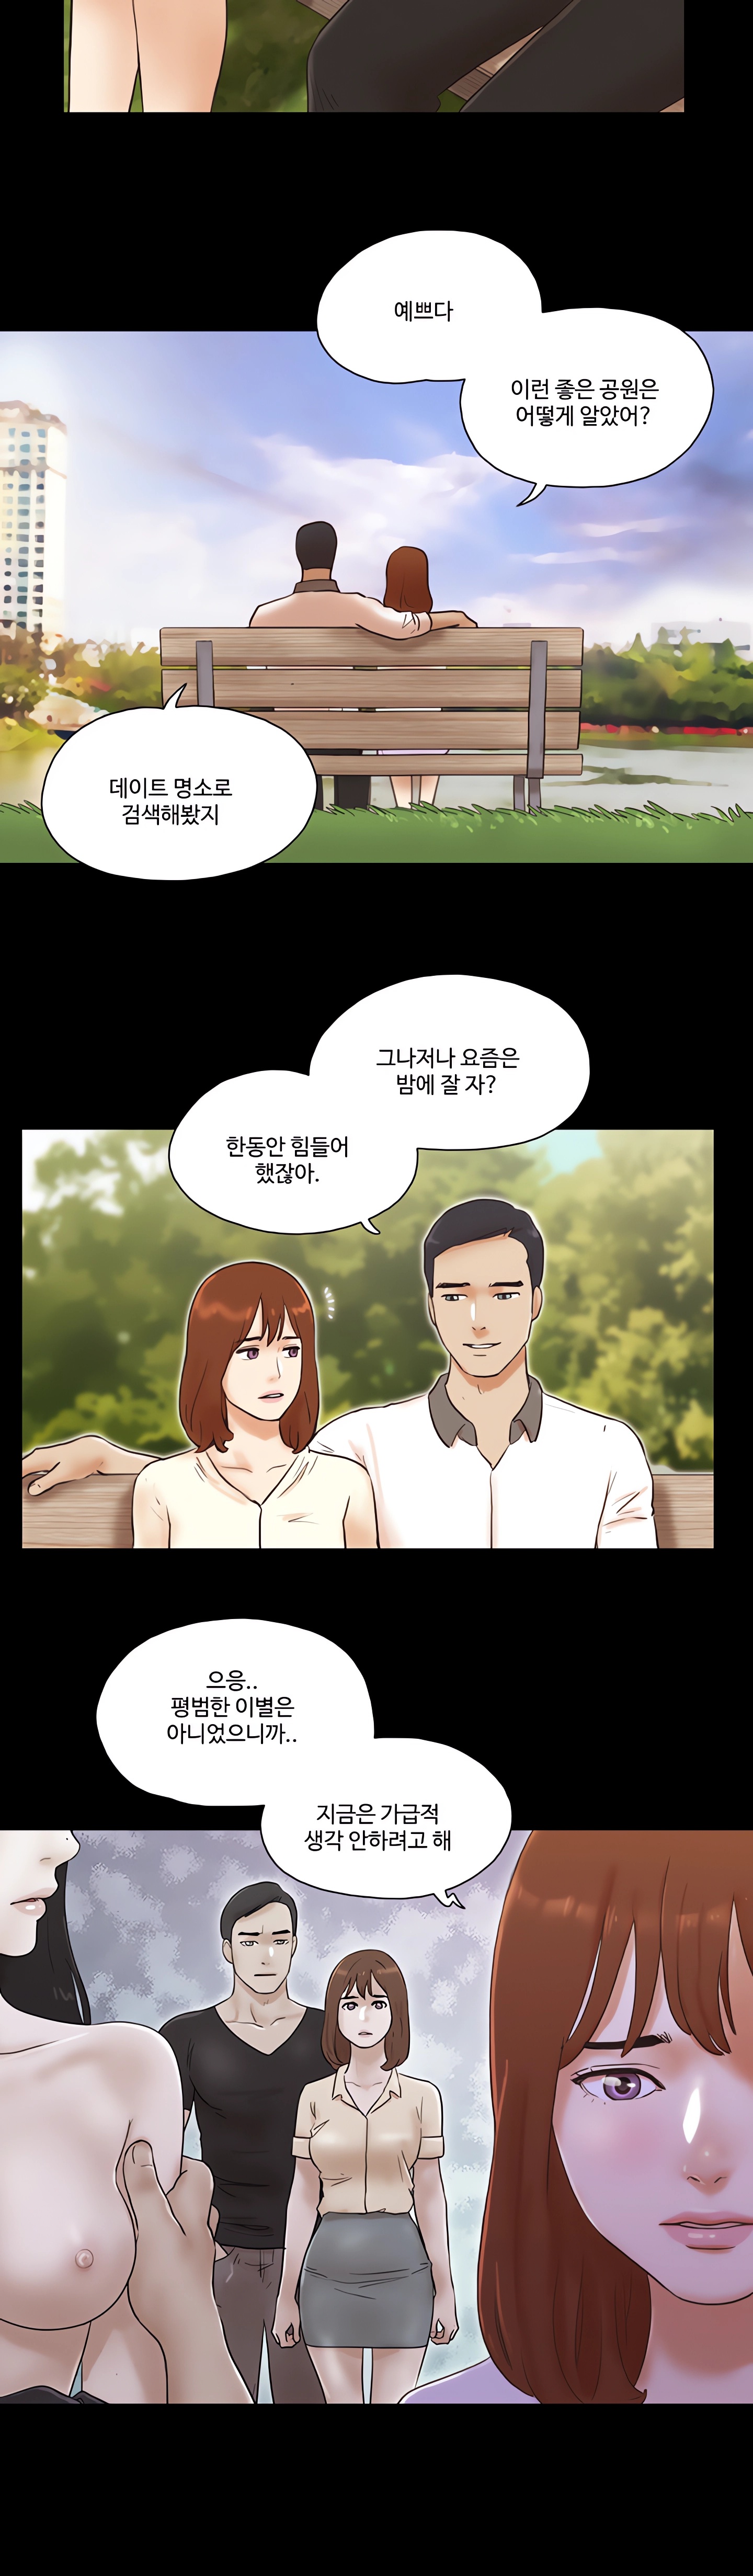 예쁘다
이런 좋은 공원은
어떻게 알았어?
데이트 명소로
검색해봤지
그나저나 요즘은
밤에 잘 자?
한동안 힘들어
했잖아.
으응..
평범한 이별은
아니었으니까..
지금은 가급적
생각 안하려고 해